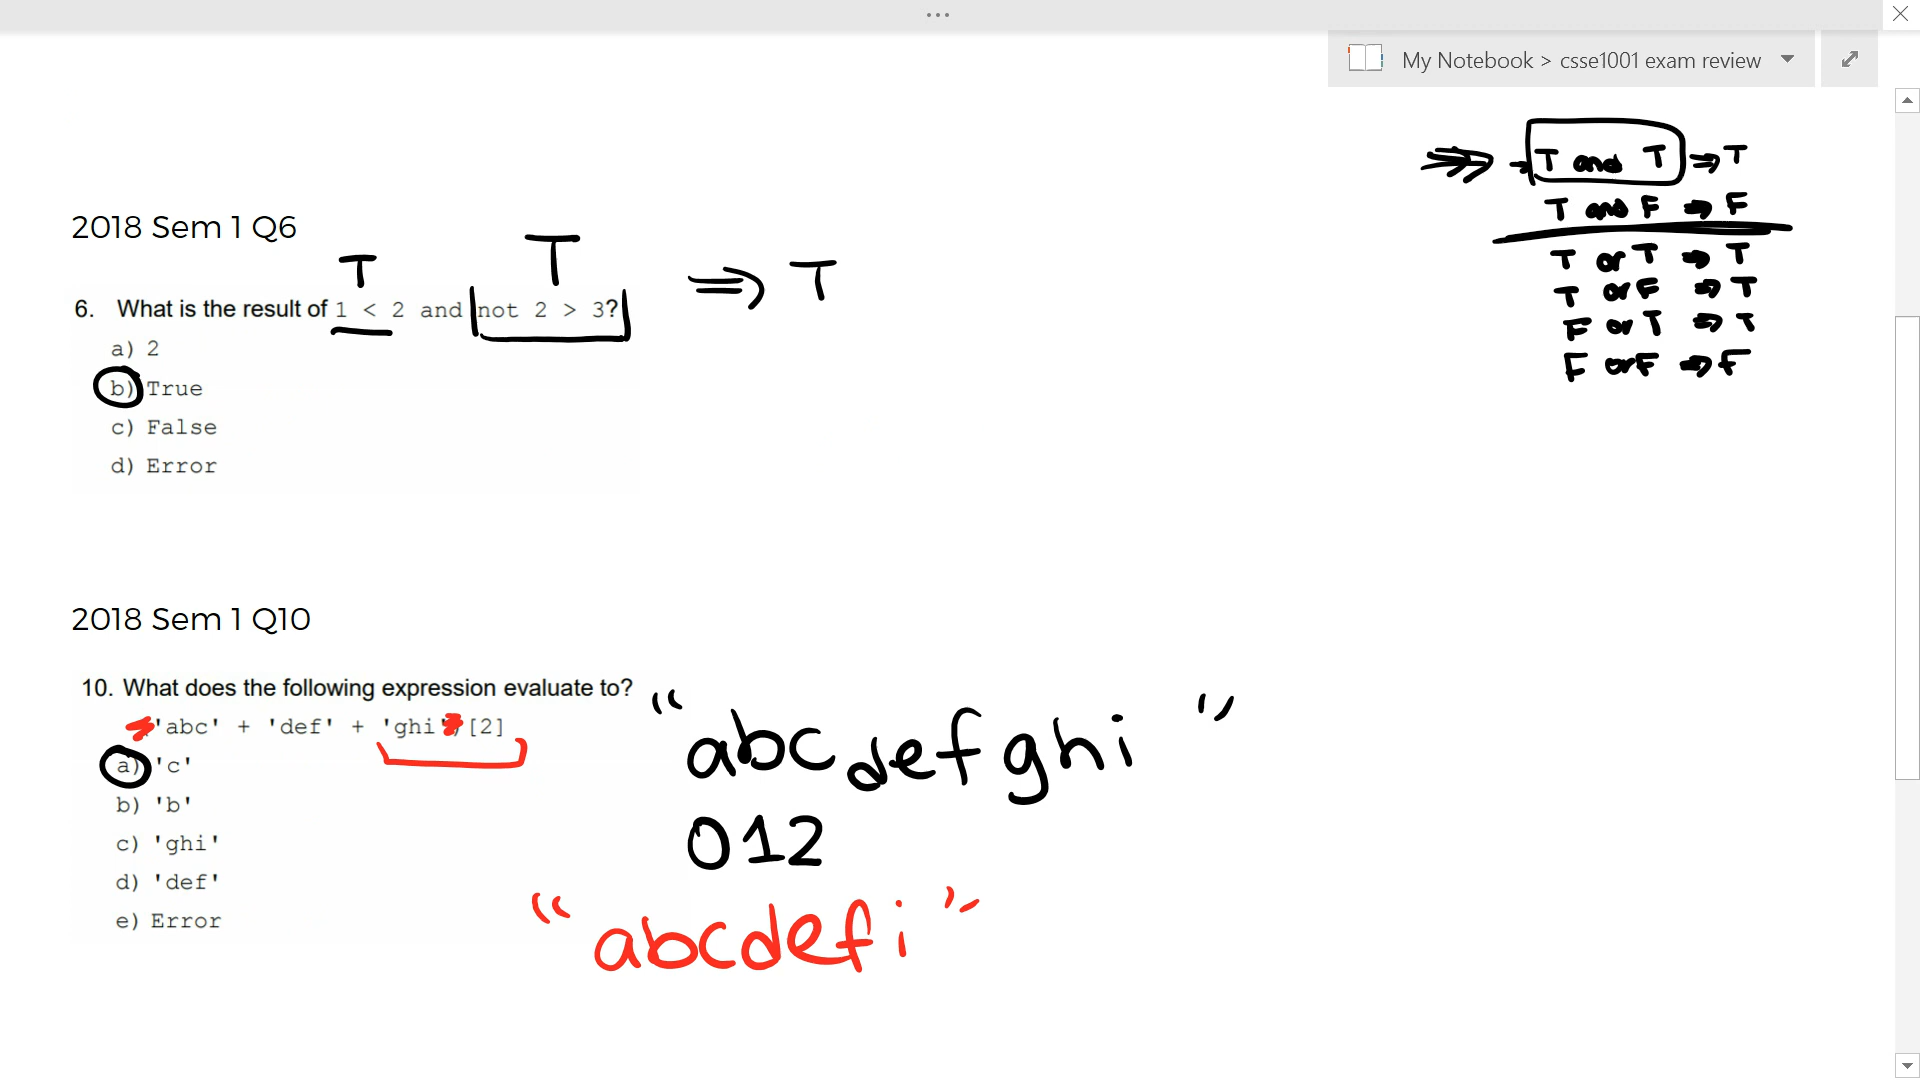 My Notebook > csse1001 exam review
T and T ⇒ T
T and F ⇒ F
T or T ⇒ T
T or F ⇒ T
F or T ⇒ T
F or F ⇒ F
2018 Sem 1 Q6
T T ⇒ T
6. What is the result of 1 < 2 and not 2 > 3?
a) 2
b) True
c) False
d) Error
2018 Sem 1 Q10
10. What does the following expression evaluate to?
'abc' + 'def' + 'ghi')[2]
a) 'c'
b) 'b'
c) 'ghi'
d) 'def'
e) Error
"abcdefghi"
012
"abcdefi"